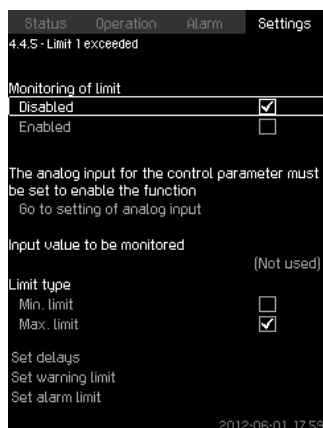 Status Operation Alarm Settings
4.4.5 - Limit 1 exceeded
Monitoring of limit
Disabled
Enabled
The analog input for the control parameter must
be set to enable the function
Go to setting of analog input
Input value to be monitored
(Not used)
Limit type
Min. limit
Max. limit
Set delays
Set warning limit
Set alarm limit
2012-06-01 17:59